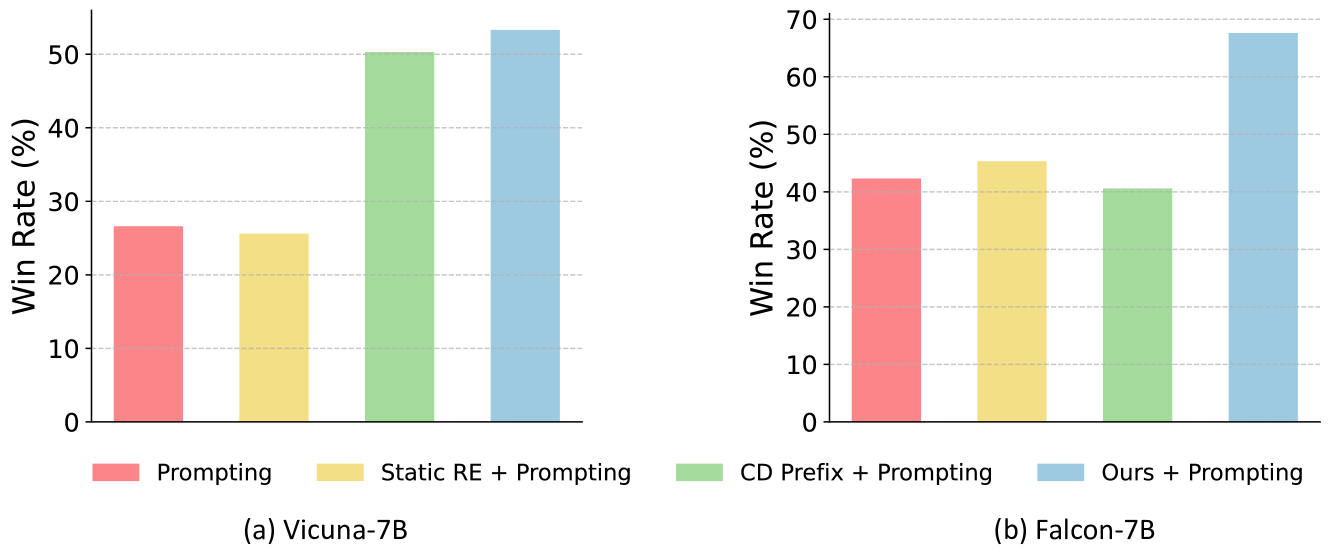 Win Rate (%)
50
40
30
20
10
0
Win Rate (%)
70
60
50
40
30
20
10
0
Prompting
Static RE + Prompting
CD Prefix + Prompting
Ours + Prompting
(a) Vicuna-7B
(b) Falcon-7B